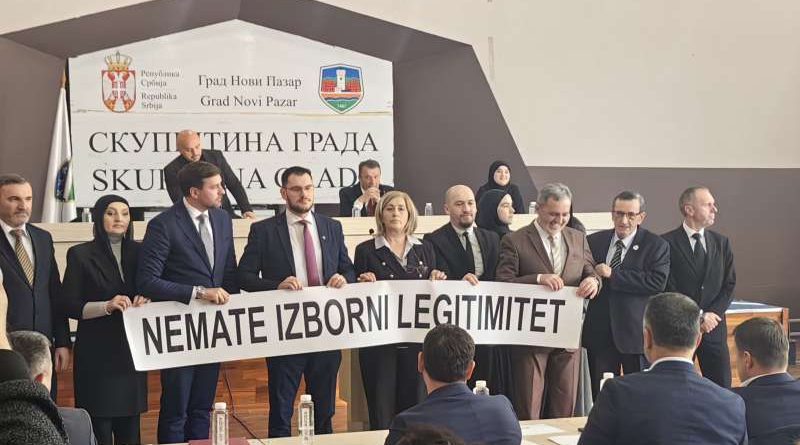 Република
Србија
Republika
Srbija
Град Нови Пазар
Grad Novi Pazar
СКУПШТИНА ГРАДА
NEMATE IZBORNI LEGITIMITET